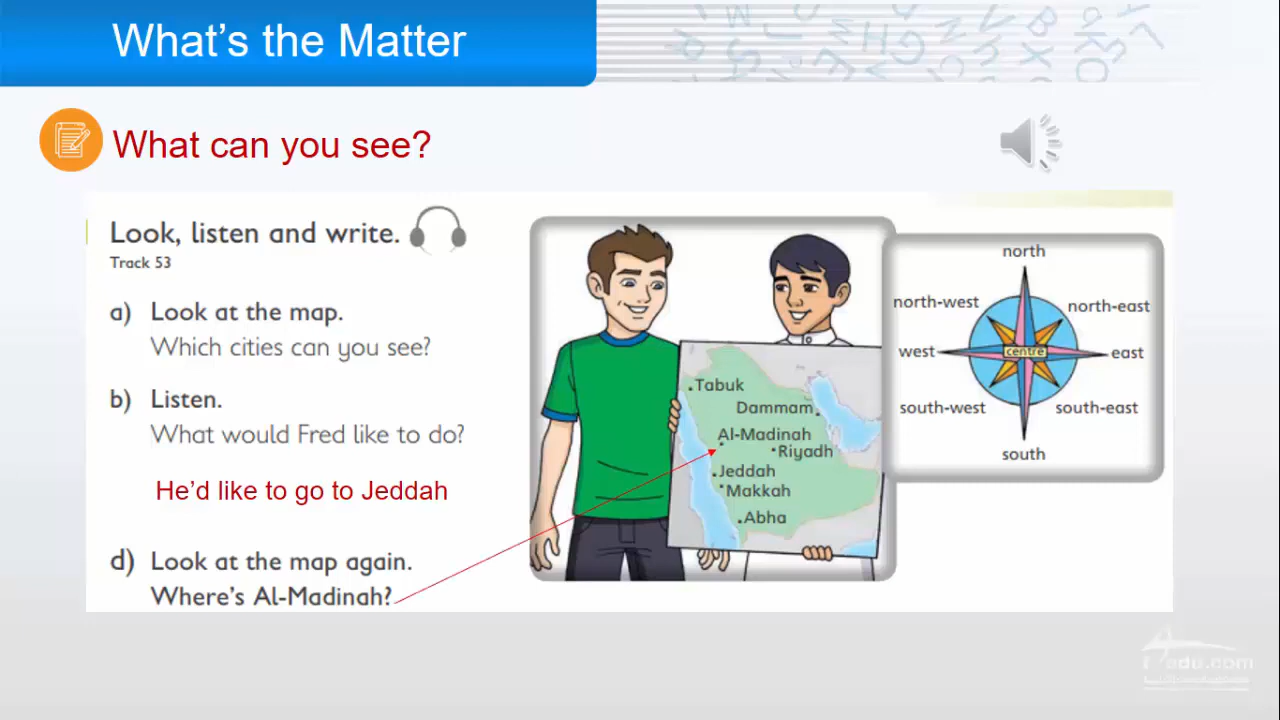 What's the Matter
What can you see?
Look, listen and write.
Track 53
a) Look at the map.
Which cities can you see?
b) Listen.
What would Fred like to do?
He'd like to go to Jeddah
d) Look at the map again.
Where's Al-Madinah?
Tabuk
Dammam
Al-Madinah
Riyadh
Jeddah
Makkah
Abha
north
north-west
north-east
west
centre
east
south-west
south-east
south